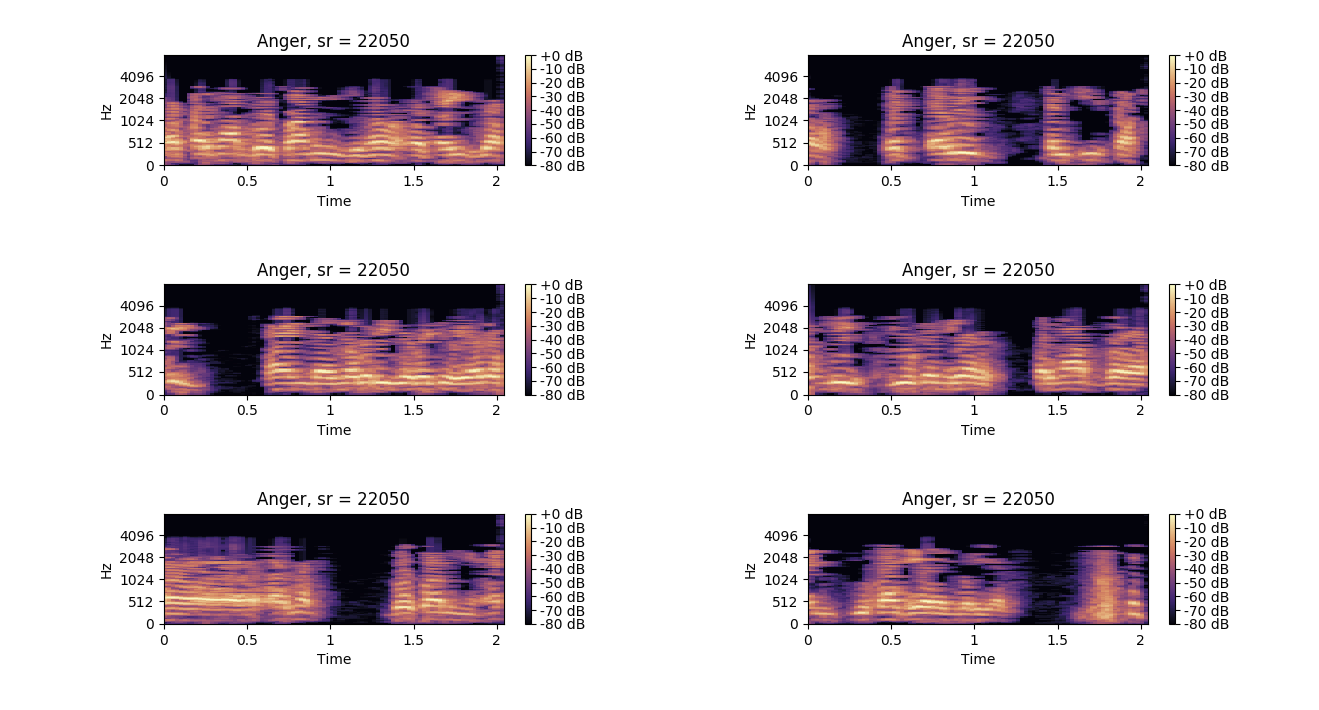 Anger, sr = 22050
Hz
4096
2048
1024
512
0
0
0.5
1
1.5
2
Time
+0 dB
-10 dB
-20 dB
-30 dB
-40 dB
-50 dB
-60 dB
-70 dB
-80 dB
Anger, sr = 22050
Hz
4096
2048
1024
512
0
0
0.5
1
1.5
2
Time
+0 dB
-10 dB
-20 dB
-30 dB
-40 dB
-50 dB
-60 dB
-70 dB
-80 dB
Anger, sr = 22050
Hz
4096
2048
1024
512
0
0
0.5
1
1.5
2
Time
+0 dB
-10 dB
-20 dB
-30 dB
-40 dB
-50 dB
-60 dB
-70 dB
-80 dB
Anger, sr = 22050
Hz
4096
2048
1024
512
0
0
0.5
1
1.5
2
Time
+0 dB
-10 dB
-20 dB
-30 dB
-40 dB
-50 dB
-60 dB
-70 dB
-80 dB
Anger, sr = 22050
Hz
4096
2048
1024
512
0
0
0.5
1
1.5
2
Time
+0 dB
-10 dB
-20 dB
-30 dB
-40 dB
-50 dB
-60 dB
-70 dB
-80 dB
Anger, sr = 22050
Hz
4096
2048
1024
512
0
0
0.5
1
1.5
2
Time
+0 dB
-10 dB
-20 dB
-30 dB
-40 dB
-50 dB
-60 dB
-70 dB
-80 dB